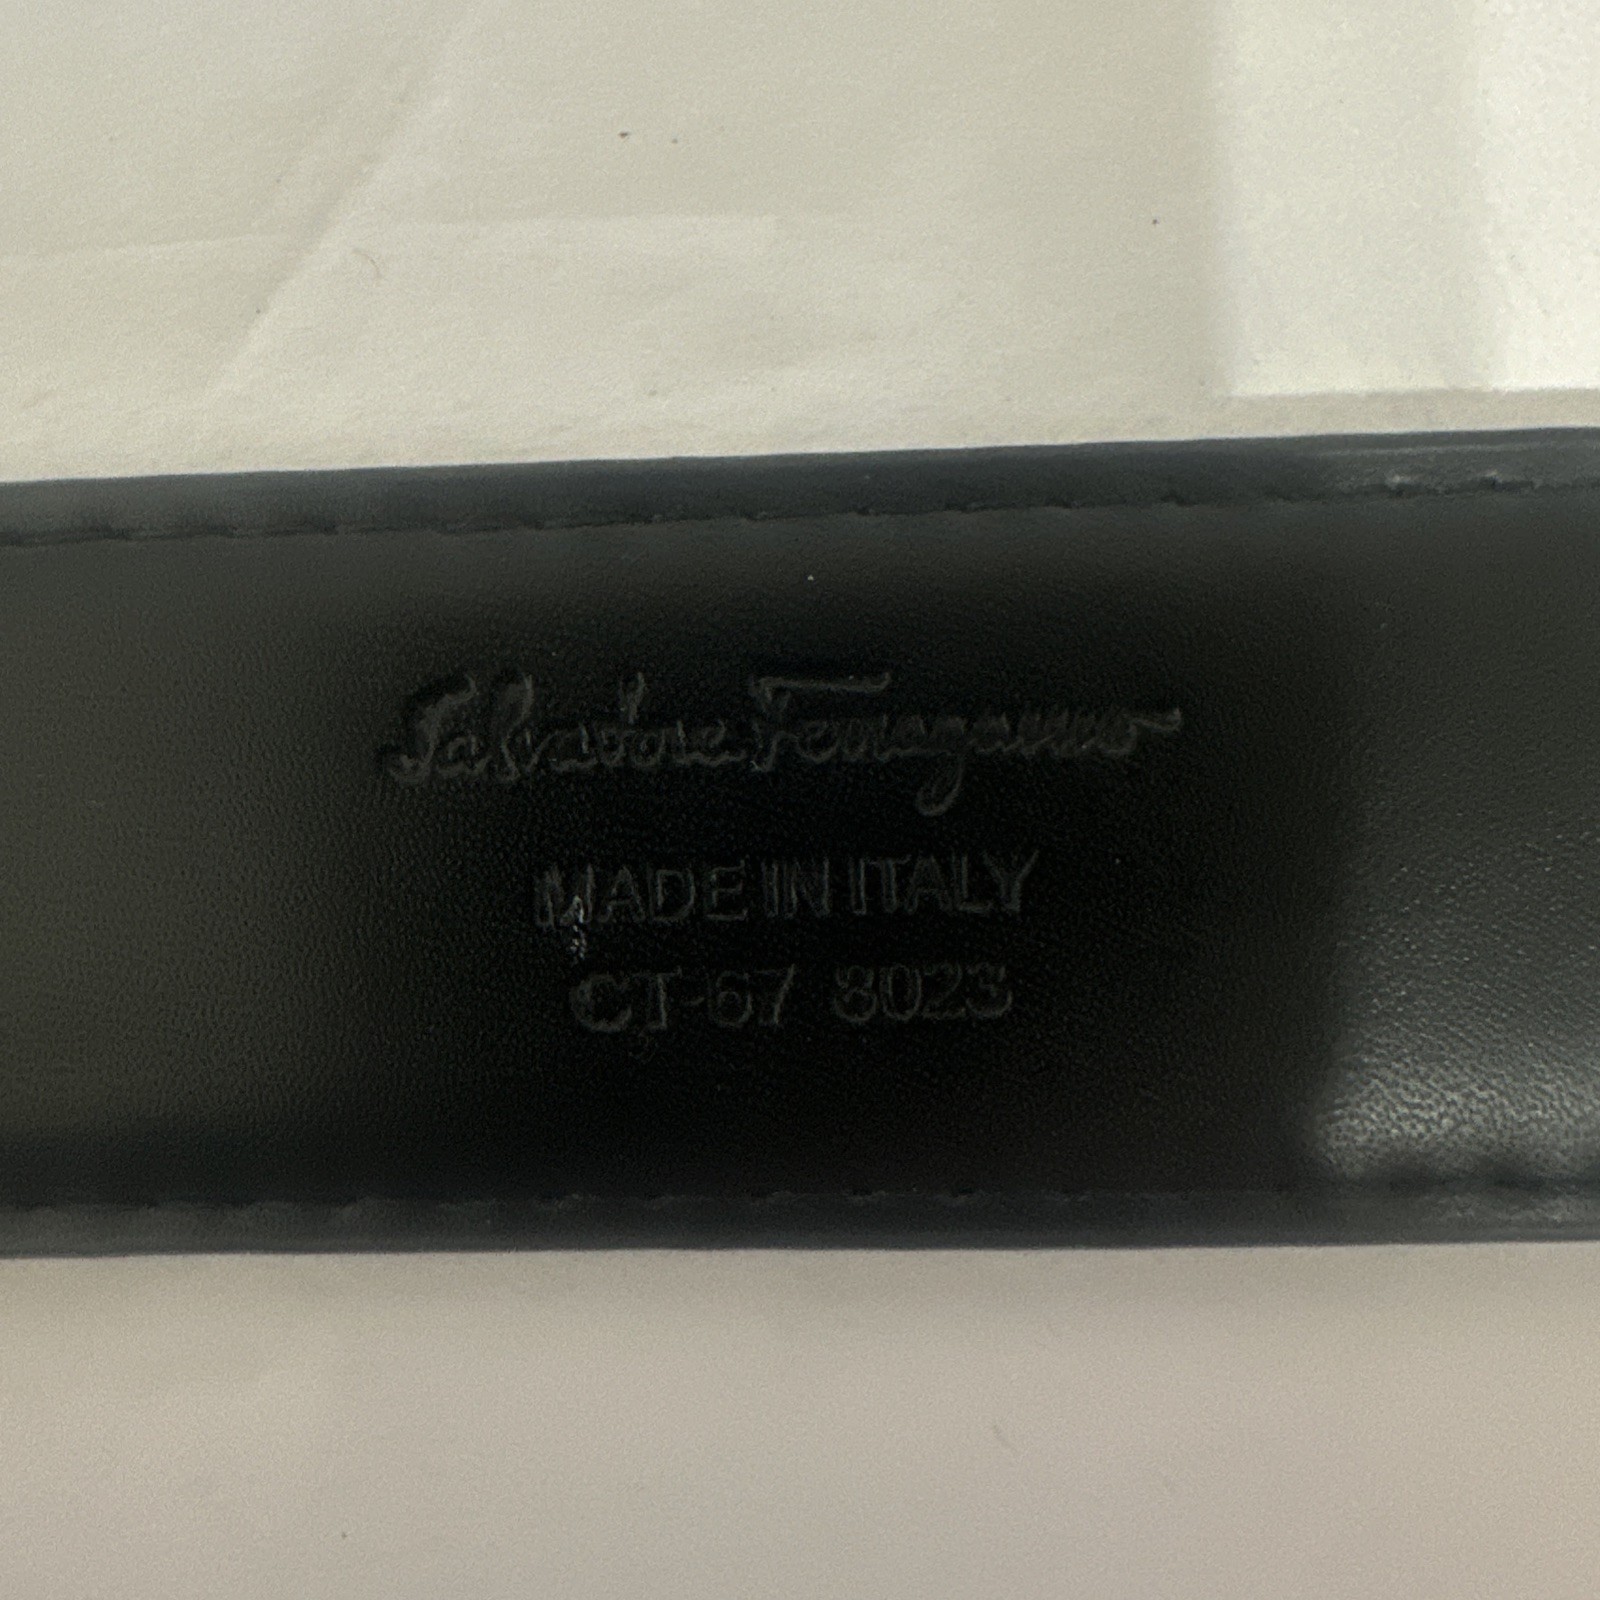 Salvatore Ferragamo
MADE IN ITALY
CT-67 8023